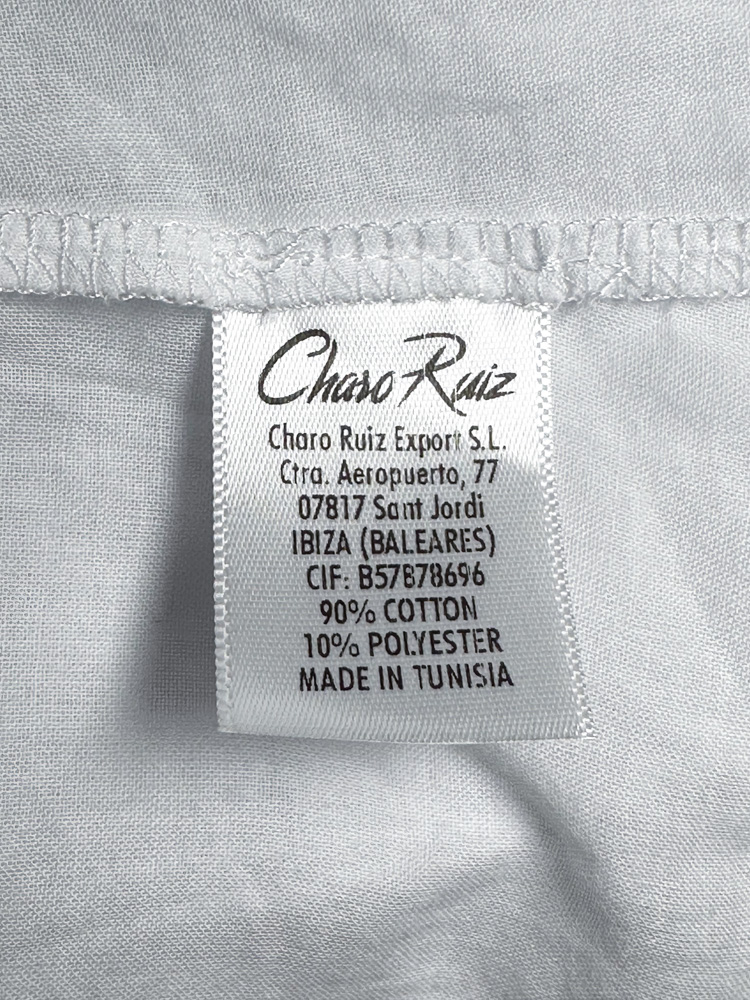 Charo Ruiz
Charo Ruiz Export S.L.
Ctra. Aeropuerto, 77
07817 Sant Jordi
IBIZA (BALEARES)
CIF: B57878696
90% COTTON
10% POLYESTER
MADE IN TUNISIA